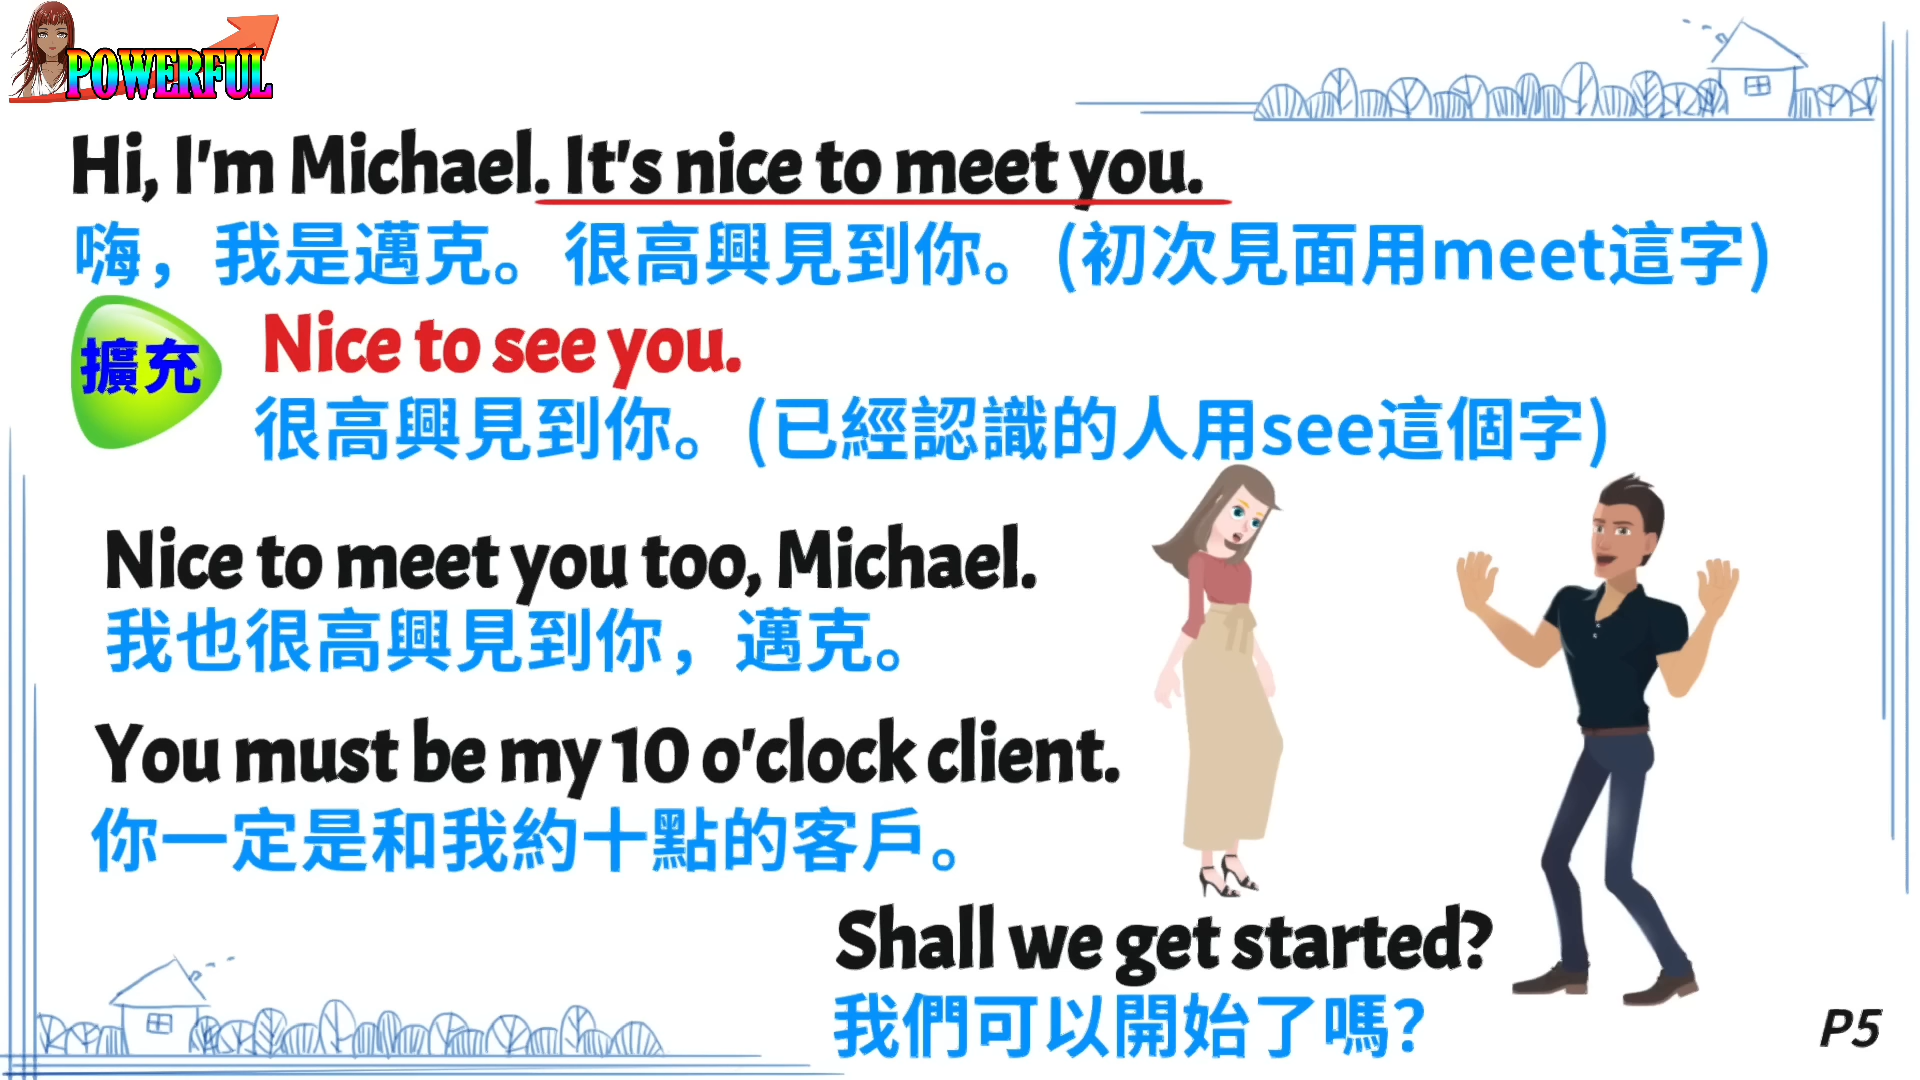 POWERFUL
Hi, I'm Michael. It's nice to meet you.
嗨，我是邁克。很高興見到你。(初次見面用meet這字)
擴充
Nice to see you.
很高興見到你。(已經認識的人用see這個字)
Nice to meet you too, Michael.
我也很高興見到你，邁克。
You must be my 10 o'clock client.
你一定是和我約十點的客戶。
Shall we get started?
我們可以開始了嗎?
P5